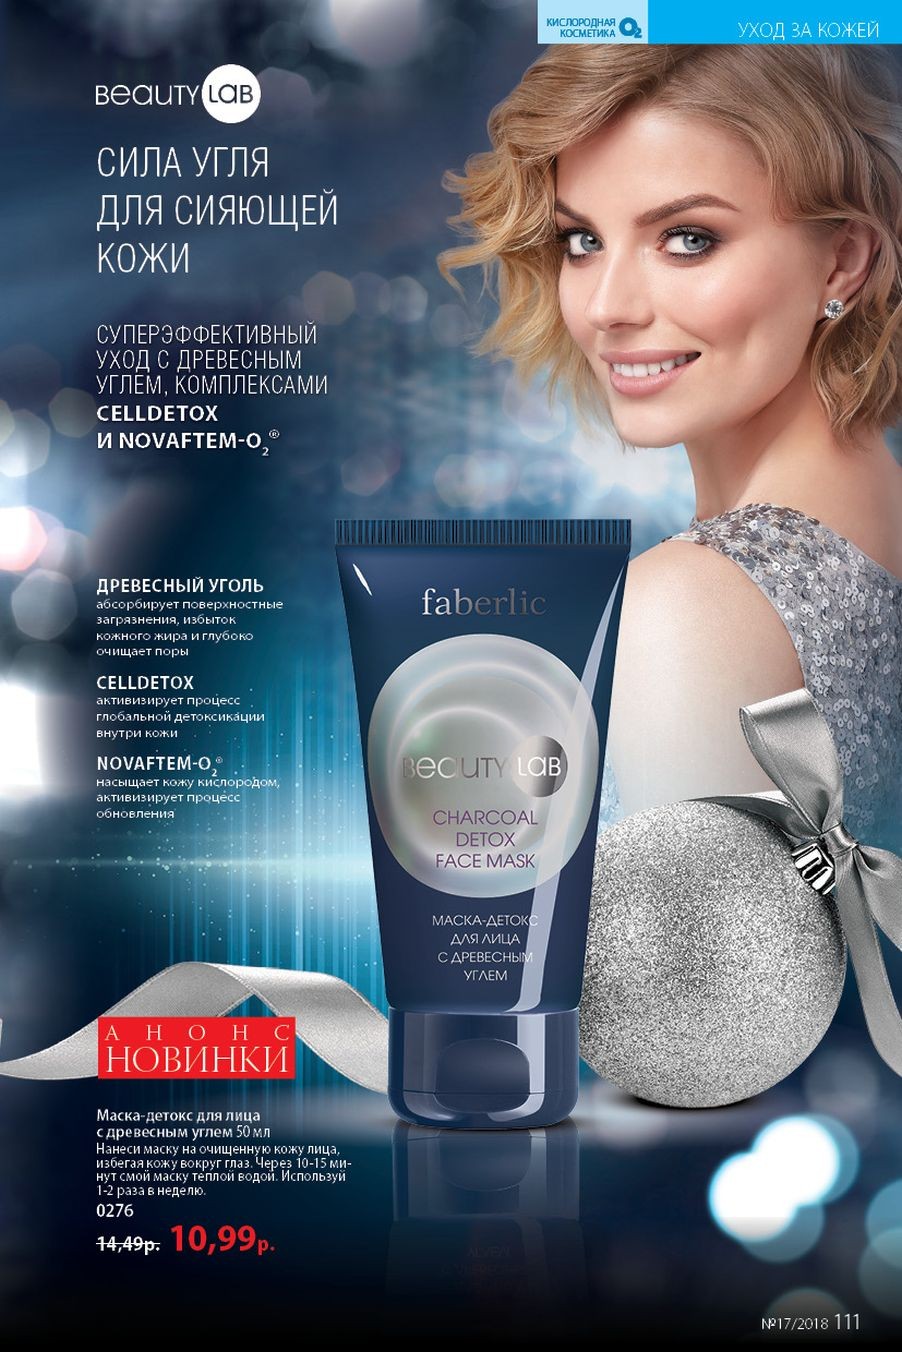 КИСЛОРОДНАЯ
КОСМЕТИКА O2
УХОД ЗА КОЖЕЙ
BEAUTY LAB
СИЛА УГЛЯ
ДЛЯ СИЯЮЩЕЙ
КОЖИ
СУПЕРЭФФЕКТИВНЫЙ
УХОД С ДРЕВЕСНЫМ
УГЛЕМ, КОМПЛЕКСАМИ
CELLDETOX
И NOVAFTEM-O₂®
ДРЕВЕСНЫЙ УГОЛЬ
абсорбирует поверхностные
загрязнения, избыток
кожного жира и глубоко
очищает поры
CELLDETOX
активизирует процесс
глобальной детоксикации
внутри кожи
NOVAFTEM-O₂®
насыщает кожу кислородом,
активизирует процесс
обновления
faberlic
BEAUTY LAB
CHARCOAL
DETOX
FACE MASK
МАСКА-ДЕТОКС
ДЛЯ ЛИЦА
С ДРЕВЕСНЫМ
УГЛЕМ
АНОНС
НОВИНКИ
Маска-детокс для лица
с древесным углем 50 мл
Нанеси маску на очищенную кожу лица,
избегая кожу вокруг глаз. Через 10-15 ми-
нут смой маску теплой водой. Используй
1-2 раза в неделю.
0276
14,49р. 10,99р.
№17/2018 111